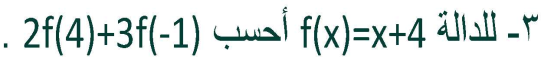 ٣- للدالة f(x)=x+4 أحسب 2f(4)+3f(-1) .